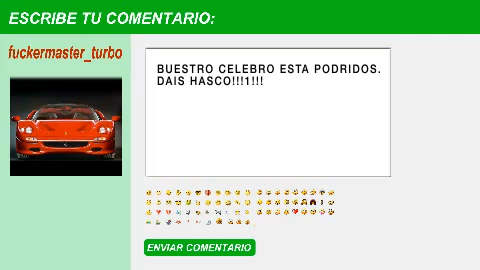 ESCRIBE TU COMENTARIO:
fuckermaster_turbo
BUESTRO CELEBRO ESTA PODRIDOS.
DAIS HASCO!!!1!!!
ENVIAR COMENTARIO